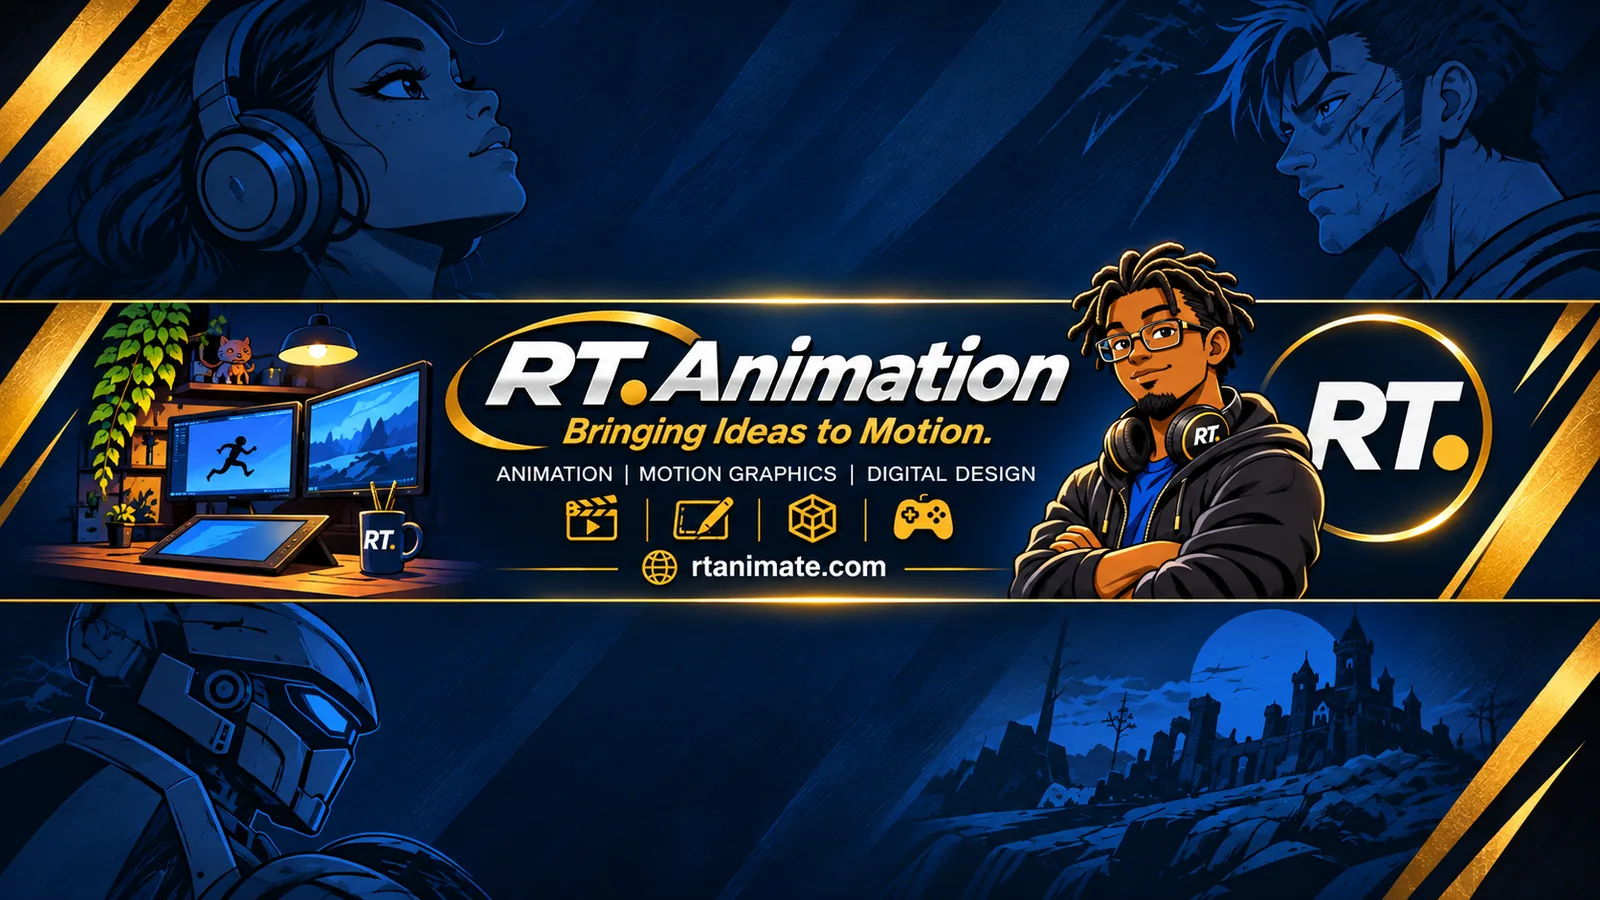 RT.Animation
Bringing Ideas to Motion.
ANIMATION | MOTION GRAPHICS | DIGITAL DESIGN
rtanimate.com
RT.
RT.
RT.